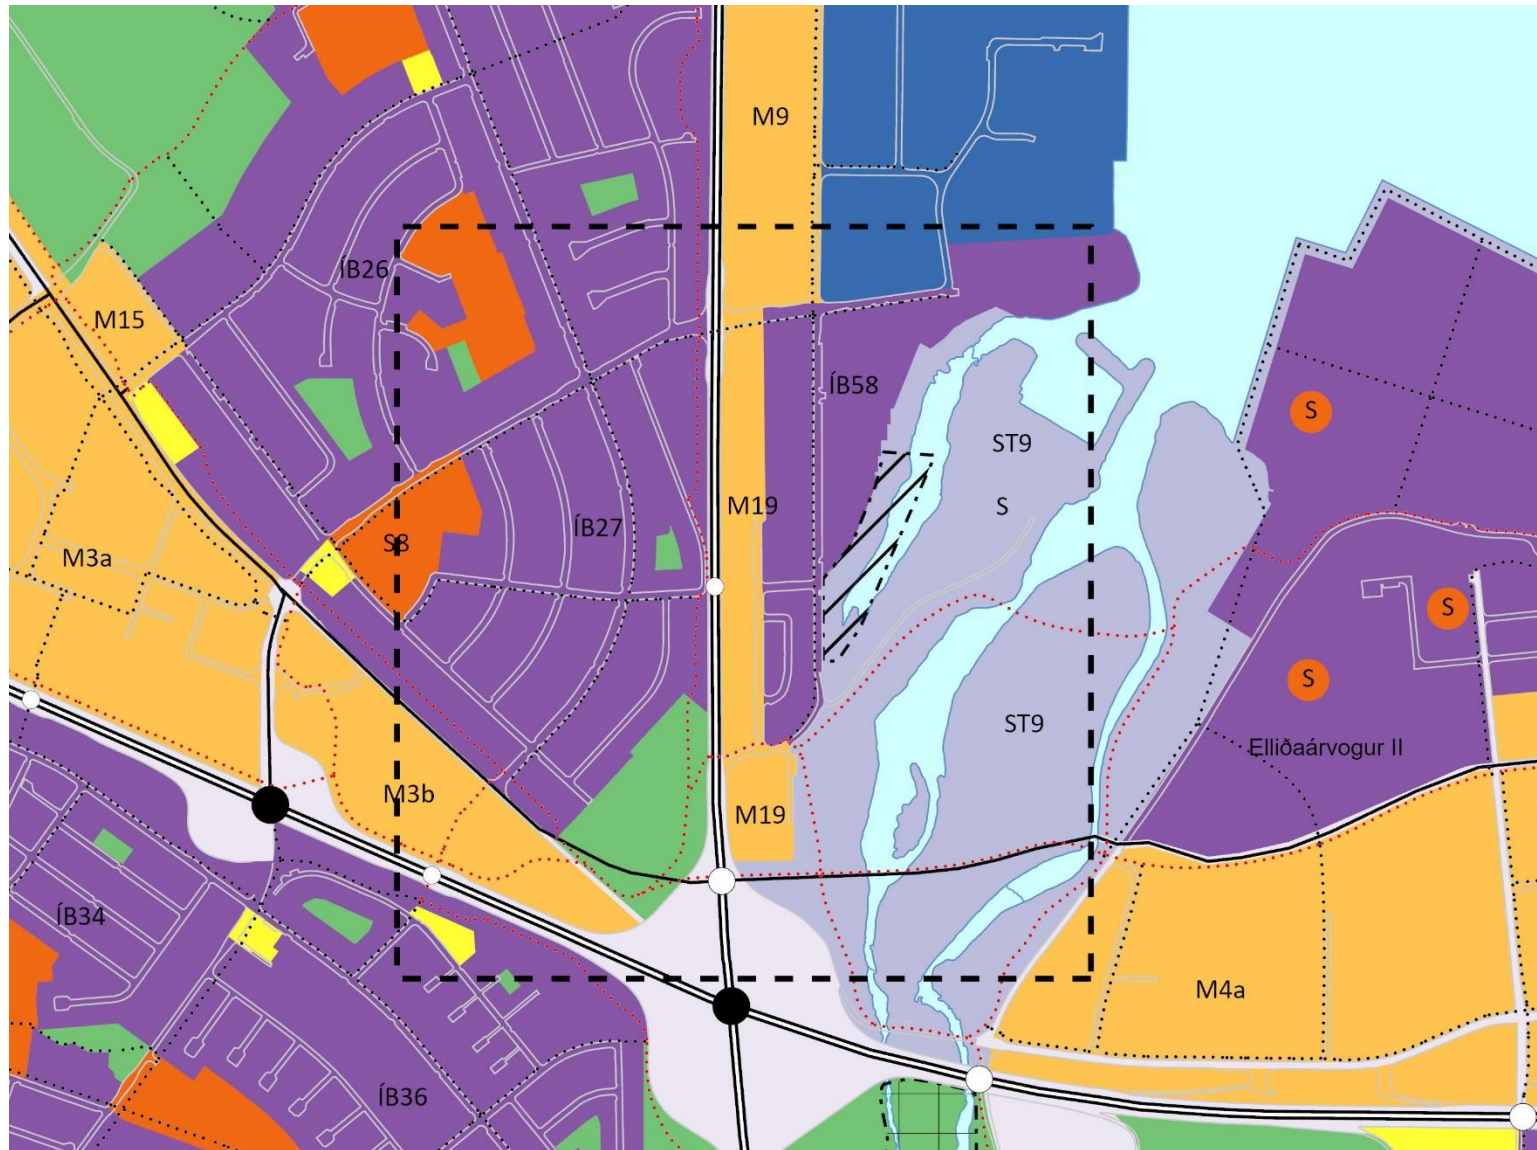 M9
ÍB26
M15
ÍB58
S
ST9
M19
S
ÍB27
S8
M3a
S
S
ST9
Elliðaárvogur II
M3b
M19
ÍB34
M4a
ÍB36